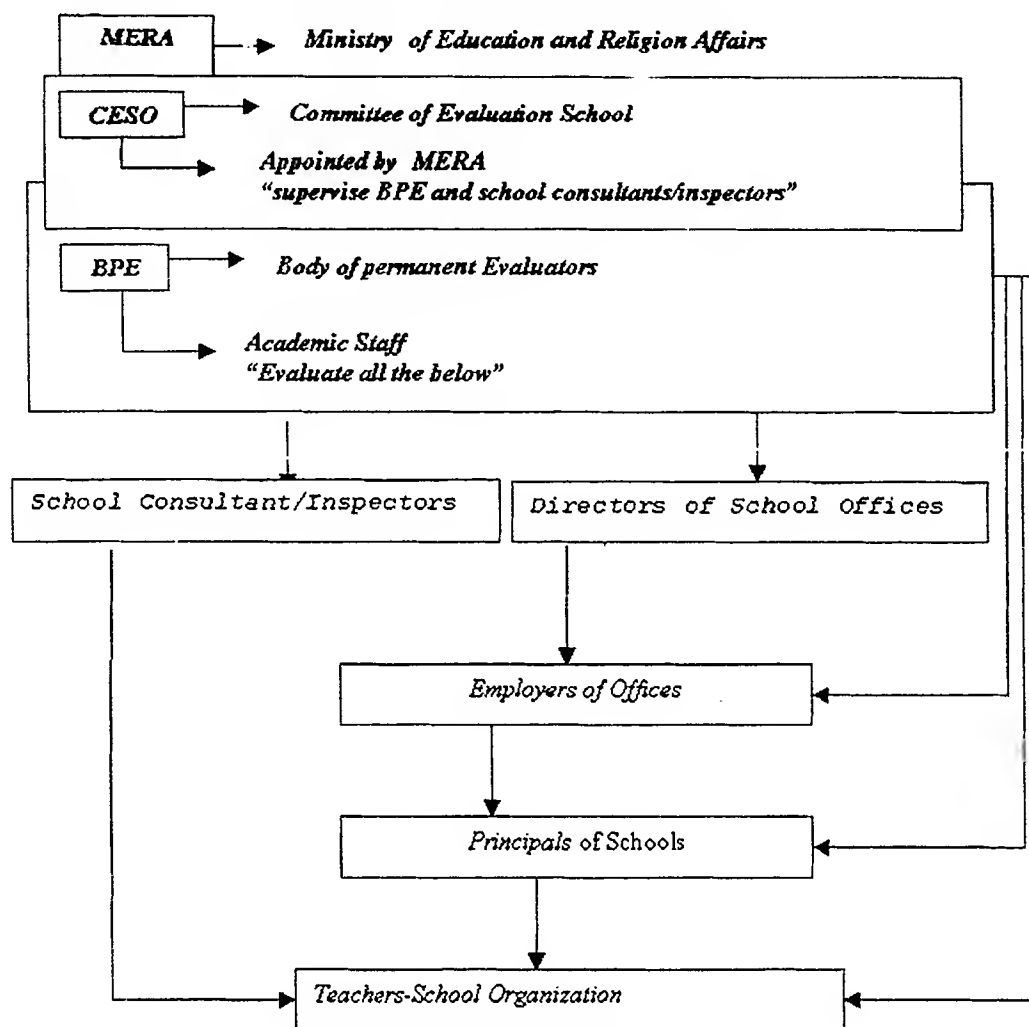 MERA
Ministry of Education and Religion Affairs
CESO
Committee of Evaluation School
Appointed by MERA
“supervise BPE and school consultants/inspectors”
BPE
Body of permanent Evaluators
Academic Staff
“Evaluate all the below”
School Consultant/Inspectors
Directors of School Offices
Employers of Offices
Principals of Schools
Teachers-School Organization